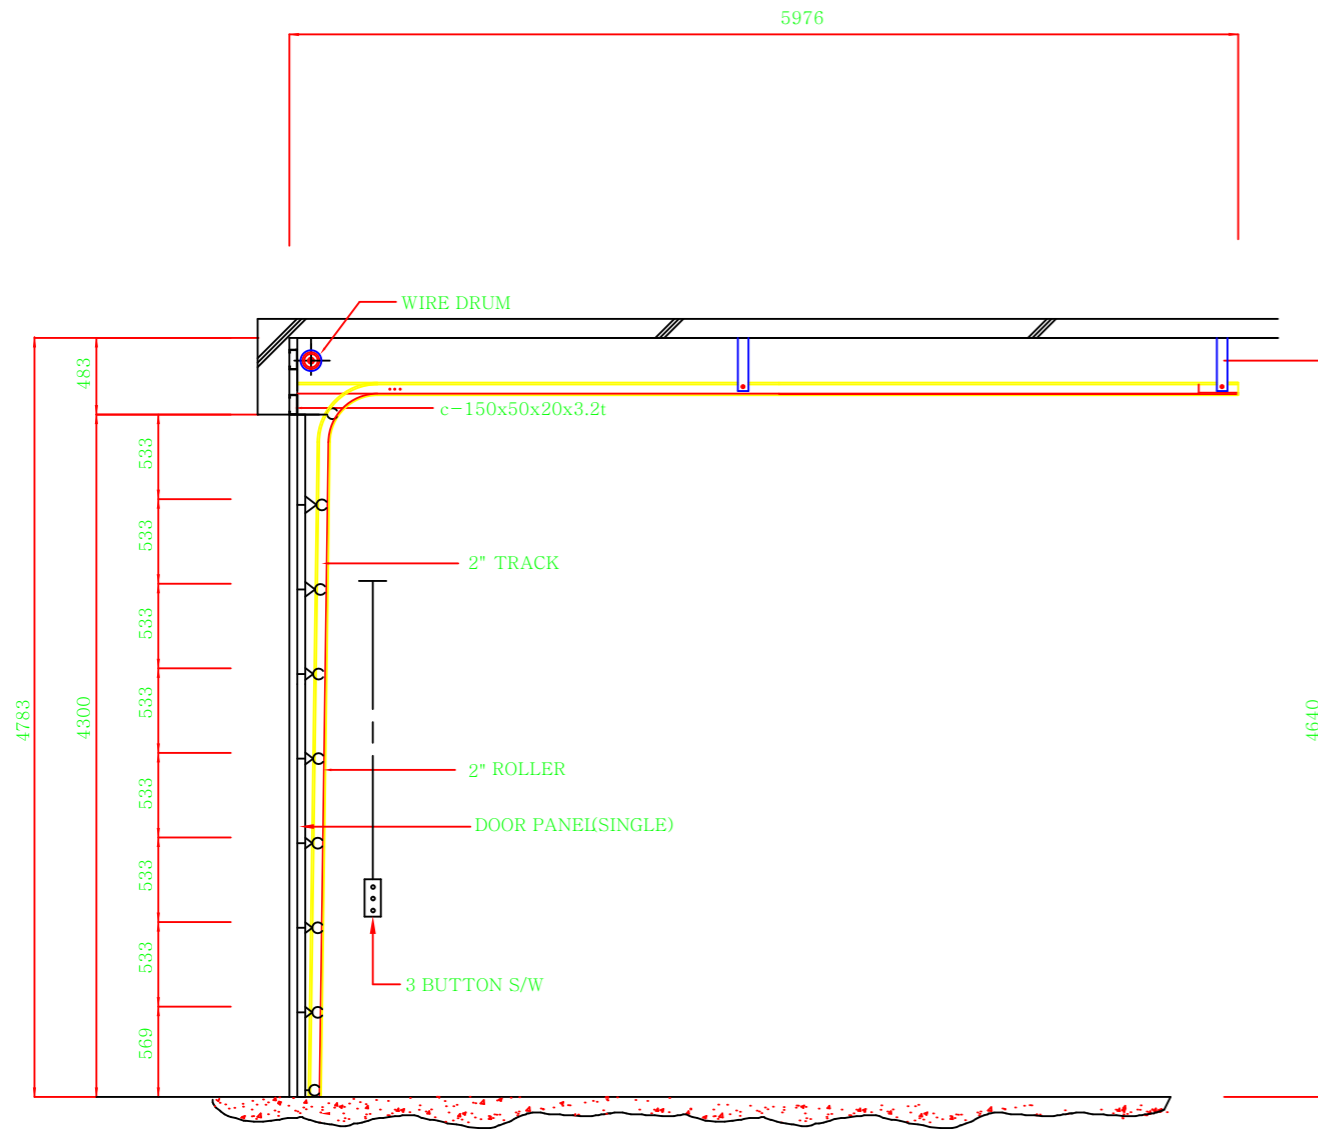 5976
WIRE DRUM
483
c-150x50x20x3.2t
533
533
2" TRACK
533
533
4783
4300
4640
2" ROLLER
533
DOOR PANEL(SINGLE)
533
533
3 BUTTON S/W
569